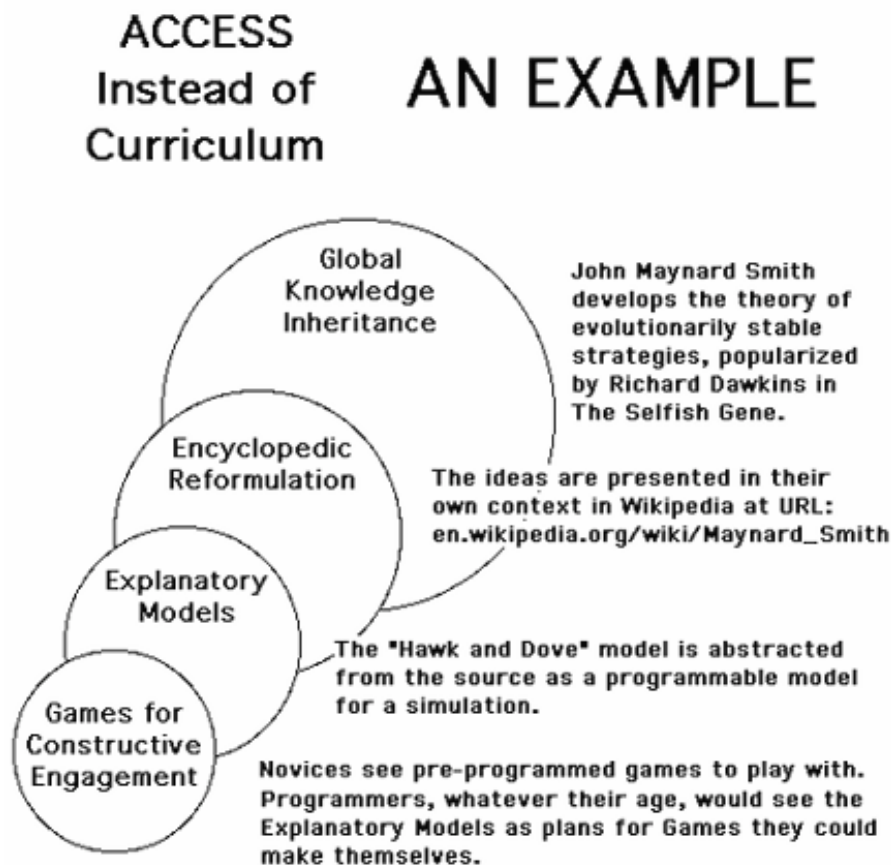 ACCESS
Instead of
Curriculum
AN EXAMPLE
Global
Knowledge
Inheritance
John Maynard Smith
develops the theory of
evolutionarily stable
strategies, popularized
by Richard Dawkins in
The Selfish Gene.
Encyclopedic
Reformulation
The ideas are presented in their
own context in Wikipedia at URL:
en.wikipedia.org/wiki/Maynard_Smith
Explanatory
Models
The "Hawk and Dove" model is abstracted
from the source as a programmable model
for a simulation.
Games for
Constructive
Engagement
Novices see pre-programmed games to play with.
Programmers, whatever their age, would see the
Explanatory Models as plans for Games they could
make themselves.